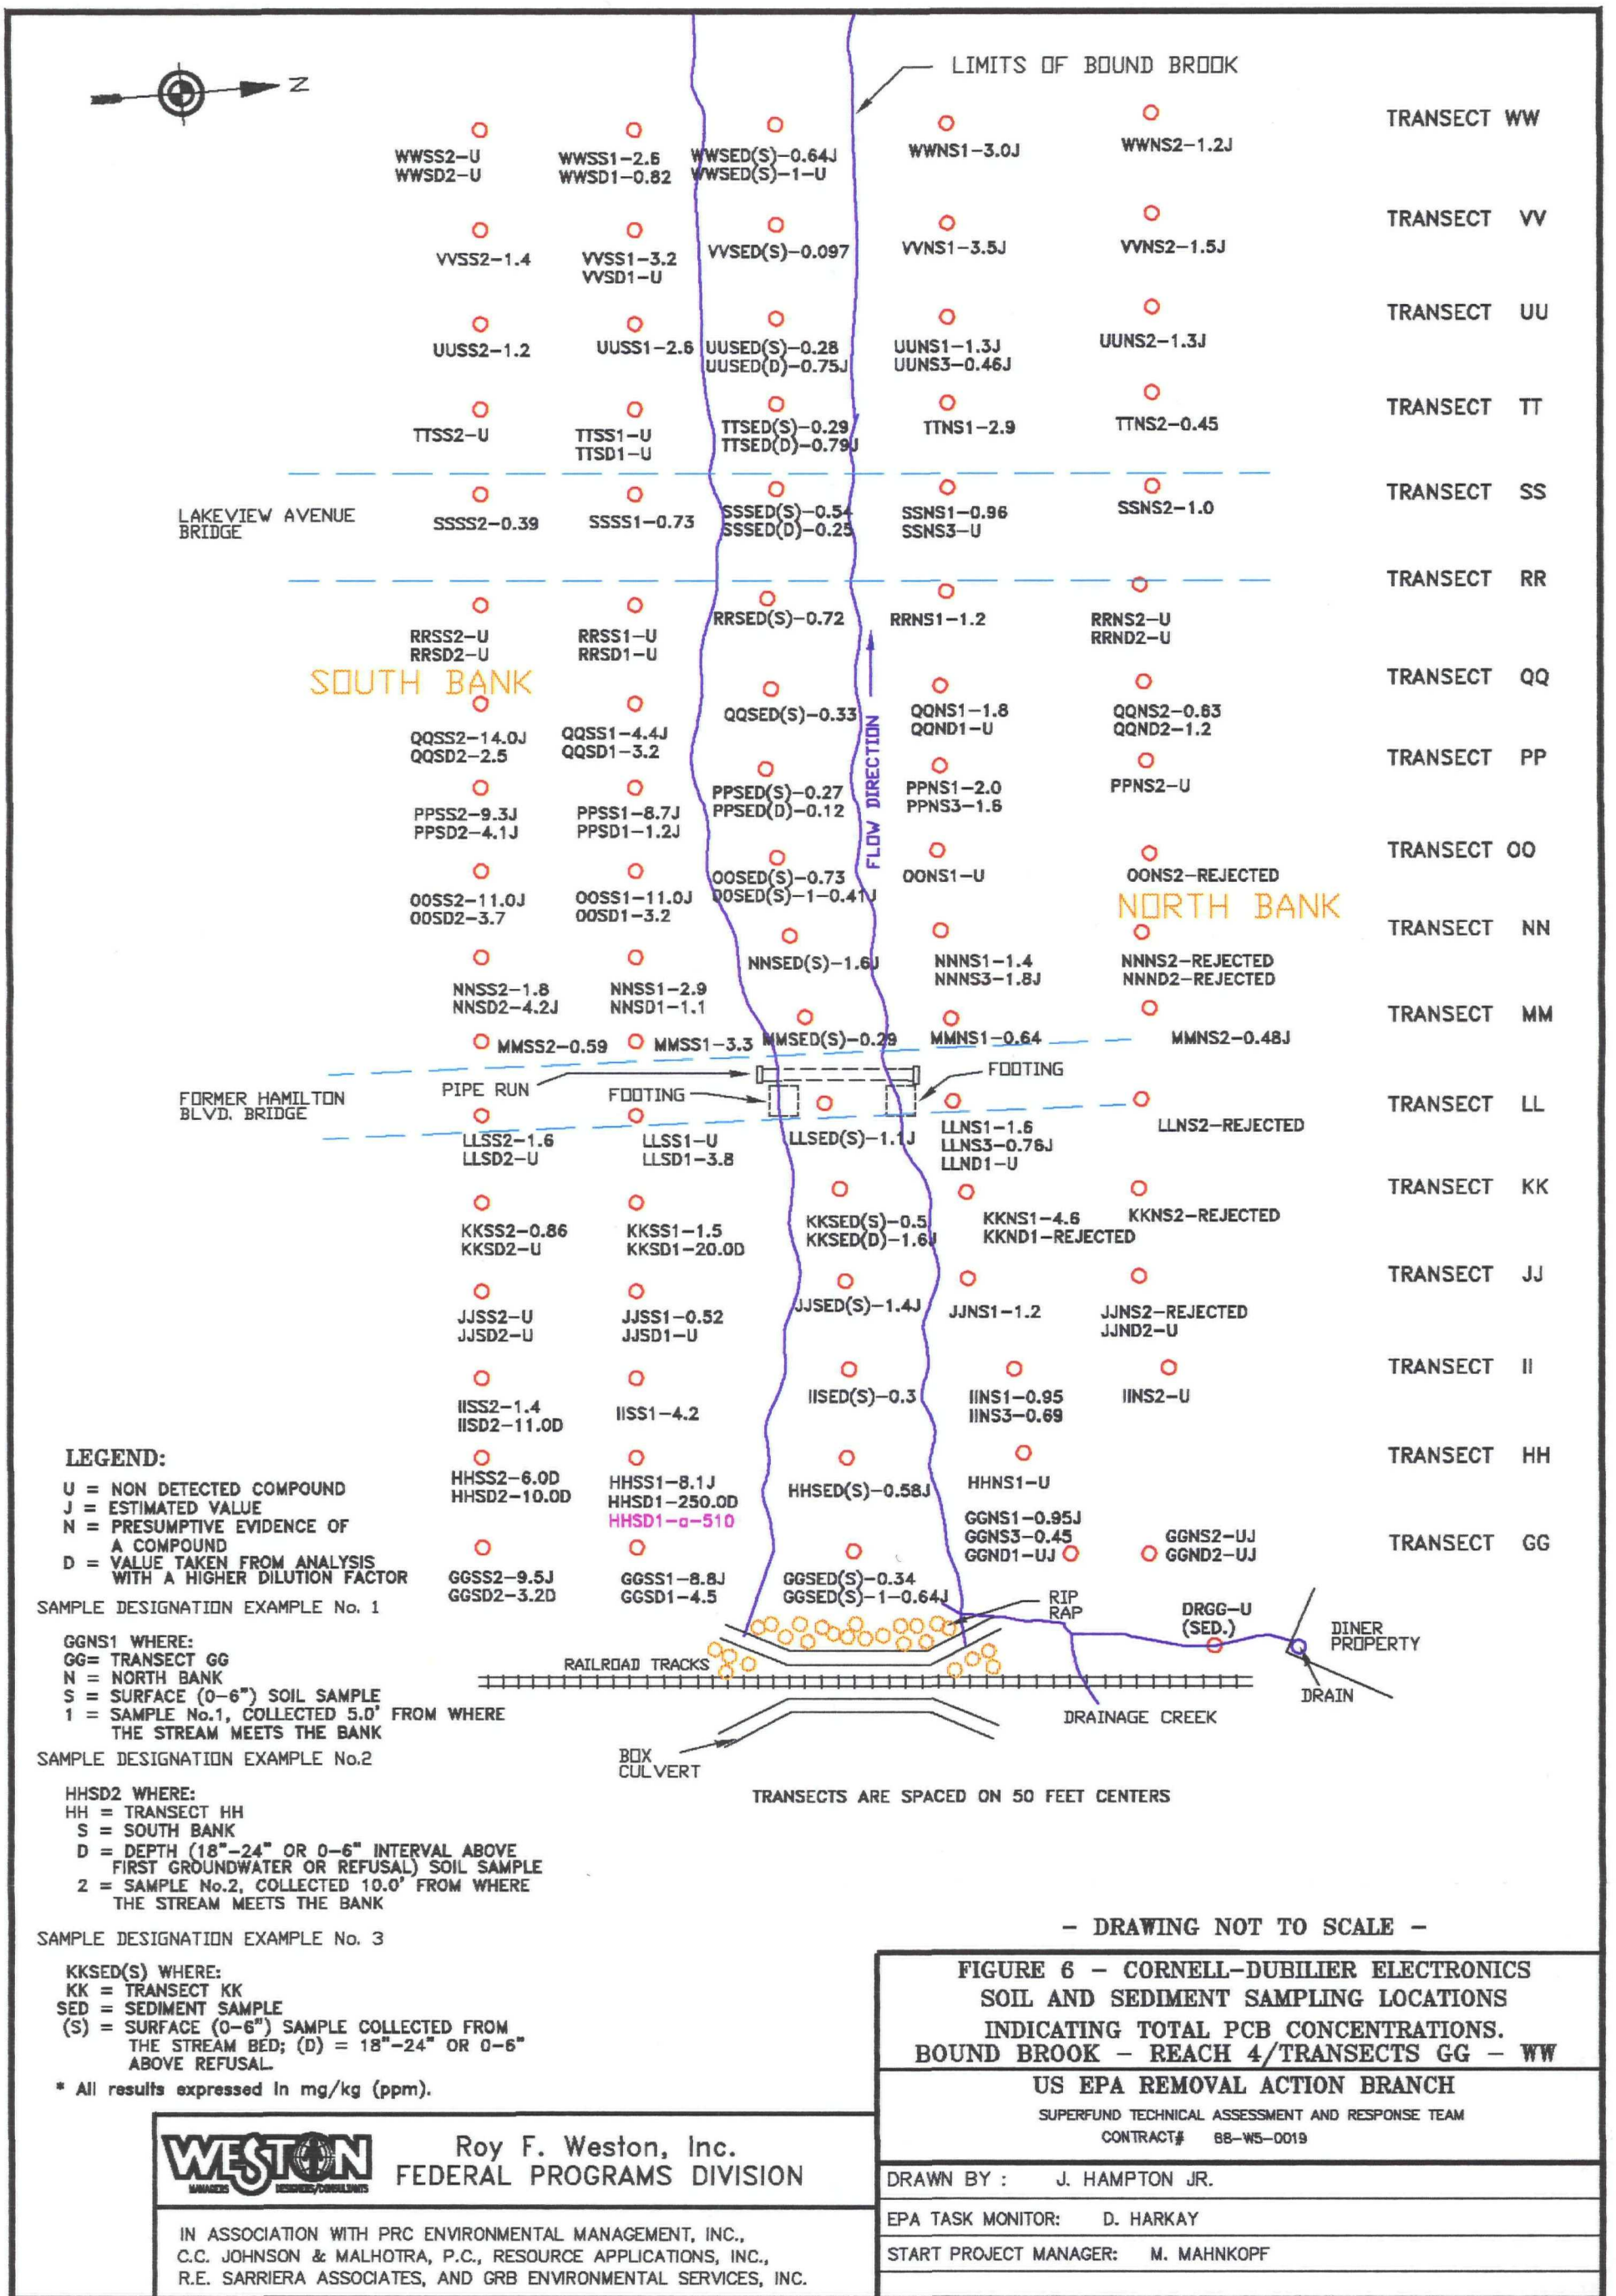 N
LIMITS OF BOUND BROOK
TRANSECT WW
WWSS2-U
WWSD2-U
WWSS1-2.6
WWSD1-0.82
WWSED(S)-0.64J
WWSED(S)-1-U
WWNS1-3.0J
WWNS2-1.2J
TRANSECT VV
VVSS2-1.4
VVSS1-3.2
VVSD1-U
VVSED(S)-0.097
VVNS1-3.5J
VVNS2-1.5J
TRANSECT UU
UUSS2-1.2
UUSS1-2.6
UUSED(S)-0.28
UUSED(D)-0.75J
UUNS1-1.3J
UUNS3-0.46J
UUNS2-1.3J
TRANSECT TT
TTSS2-U
TTSS1-U
TTSD1-U
TTSED(S)-0.29
TTSED(D)-0.79J
TTNS1-2.9
TTNS2-0.45
TRANSECT SS
LAKEVIEW AVENUE
BRIDGE
SSSS2-0.39
SSSS1-0.73
SSSED(S)-0.54
SSSED(D)-0.25
SSNS1-0.96
SSNS3-U
SSNS2-1.0
TRANSECT RR
RRSS2-U
RRSD2-U
RRSS1-U
RRSD1-U
RRSED(S)-0.72
RRNS1-1.2
RRNS2-U
RRND2-U
SOUTH BANK
FLOW DIRECTION
TRANSECT QQ
QQSS2-14.0J
QQSD2-2.5
QQSS1-4.4J
QQSD1-3.2
QQSED(S)-0.33
QQNS1-1.8
QQND1-U
QQNS2-0.63
QQND2-1.2
TRANSECT PP
PPSS2-9.3J
PPSD2-4.1J
PPSS1-8.7J
PPSD1-1.2J
PPSED(S)-0.27
PPSED(D)-0.12
PPNS1-2.0
PPNS3-1.6
PPNS2-U
TRANSECT OO
OOSS2-11.0J
OOSD2-3.7
OOSS1-11.0J
OOSD1-3.2
OOSED(S)-0.73
OOSED(S)-1-0.41J
OONS1-U
OONS2-REJECTED
NORTH BANK
TRANSECT NN
NNSS2-1.8
NNSD2-4.2J
NNSS1-2.9
NNSD1-1.1
NNSED(S)-1.6J
NNNS1-1.4
NNNS3-1.8J
NNNS2-REJECTED
NNND2-REJECTED
TRANSECT MM
MMSS2-0.59
MMSS1-3.3
MMSED(S)-0.29
MMNS1-0.64
MMNS2-0.48J
FORMER HAMILTON
BLVD. BRIDGE
PIPE RUN
FOOTING
FOOTING
TRANSECT LL
LLSS2-1.6
LLSD2-U
LLSS1-U
LLSD1-3.8
LLSED(S)-1.1J
LLNS1-1.6
LLNS3-0.76J
LLND1-U
LLNS2-REJECTED
TRANSECT KK
KKSS2-0.86
KKSD2-U
KKSS1-1.5
KKSD1-20.0D
KKSED(S)-0.5
KKSED(D)-1.6J
KKNS1-4.6
KKND1-REJECTED
KKNS2-REJECTED
TRANSECT JJ
JJSS2-U
JJSD2-U
JJSS1-0.52
JJSD1-U
JJSED(S)-1.4J
JJNS1-1.2
JJNS2-REJECTED
JJND2-U
TRANSECT II
IISS2-1.4
IISD2-11.0D
IISS1-4.2
IISED(S)-0.3
IINS1-0.95
IINS3-0.69
IINS2-U
TRANSECT HH
HHSS2-6.0D
HHSD2-10.0D
HHSS1-8.1J
HHSD1-250.0D
HHSD1-a-510
HHSED(S)-0.58J
HHNS1-U
TRANSECT GG
GGSS2-9.5J
GGSD2-3.2D
GGSS1-8.8J
GGSD1-4.5
GGSED(S)-0.34
GGSED(S)-1-0.64J
GGNS1-0.95J
GGNS3-0.45
GGND1-UJ
GGNS2-UJ
GGND2-UJ
RIP
RAP
DRGG-U
(SED.)
DINER
PROPERTY
RAILROAD TRACKS
DRAIN
DRAINAGE CREEK
BOX
CULVERT
TRANSECTS ARE SPACED ON 50 FEET CENTERS
LEGEND:
U = NON DETECTED COMPOUND
J = ESTIMATED VALUE
N = PRESUMPTIVE EVIDENCE OF
A COMPOUND
D = VALUE TAKEN FROM ANALYSIS
WITH A HIGHER DILUTION FACTOR
SAMPLE DESIGNATION EXAMPLE No. 1
GGNS1 WHERE:
GG= TRANSECT GG
N = NORTH BANK
S = SURFACE (0-6") SOIL SAMPLE
1 = SAMPLE No.1, COLLECTED 5.0' FROM WHERE
THE STREAM MEETS THE BANK
SAMPLE DESIGNATION EXAMPLE No.2
HHSD2 WHERE:
HH = TRANSECT HH
S = SOUTH BANK
D = DEPTH (18"-24" OR 0-6" INTERVAL ABOVE
FIRST GROUNDWATER OR REFUSAL) SOIL SAMPLE
2 = SAMPLE No.2, COLLECTED 10.0' FROM WHERE
THE STREAM MEETS THE BANK
SAMPLE DESIGNATION EXAMPLE No. 3
KKSED(S) WHERE:
KK = TRANSECT KK
SED = SEDIMENT SAMPLE
(S) = SURFACE (0-6") SAMPLE COLLECTED FROM
THE STREAM BED; (D) = 18"-24" OR 0-6"
ABOVE REFUSAL.
* All results expressed in mg/kg (ppm).
- DRAWING NOT TO SCALE -
FIGURE 6 - CORNELL-DUBILIER ELECTRONICS
SOIL AND SEDIMENT SAMPLING LOCATIONS
INDICATING TOTAL PCB CONCENTRATIONS.
BOUND BROOK - REACH 4/TRANSECTS GG - WW
US EPA REMOVAL ACTION BRANCH
SUPERFUND TECHNICAL ASSESSMENT AND RESPONSE TEAM
CONTRACT# 68-W5-0019
DRAWN BY : J. HAMPTON JR.
EPA TASK MONITOR: D. HARKAY
START PROJECT MANAGER: M. MAHNKOPF
WESTON
MANAGERS DESIGNERS/CONSULTANTS
Roy F. Weston, Inc.
FEDERAL PROGRAMS DIVISION
IN ASSOCIATION WITH PRC ENVIRONMENTAL MANAGEMENT, INC.,
C.C. JOHNSON & MALHOTRA, P.C., RESOURCE APPLICATIONS, INC.,
R.E. SARRIERA ASSOCIATES, AND GRB ENVIRONMENTAL SERVICES, INC.